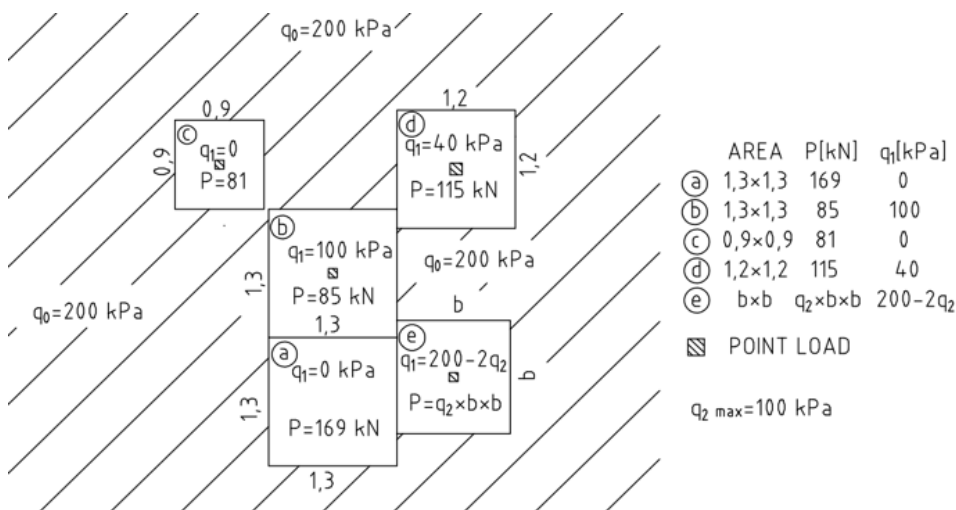 q₀=200 kPa
0,9
1,2
ⓒ
q₁=0
P=81
0,9
ⓓ
q₁=40 kPa
P=115 kN
1,2
ⓑ
q₁=100 kPa
P=85 kN
1,3
1,3
q₀=200 kPa
q₀=200 kPa
b
ⓐ
q₁=0 kPa
P=169 kN
1,3
1,3
ⓔ
q₁=200-2q₂
P=q₂×b×b
b
AREA P[kN] q₁[kPa]
ⓐ 1,3×1,3 169 0
ⓑ 1,3×1,3 85 100
ⓒ 0,9×0,9 81 0
ⓓ 1,2×1,2 115 40
ⓔ b×b q₂×b×b 200-2q₂
POINT LOAD
q₂ max=100 kPa